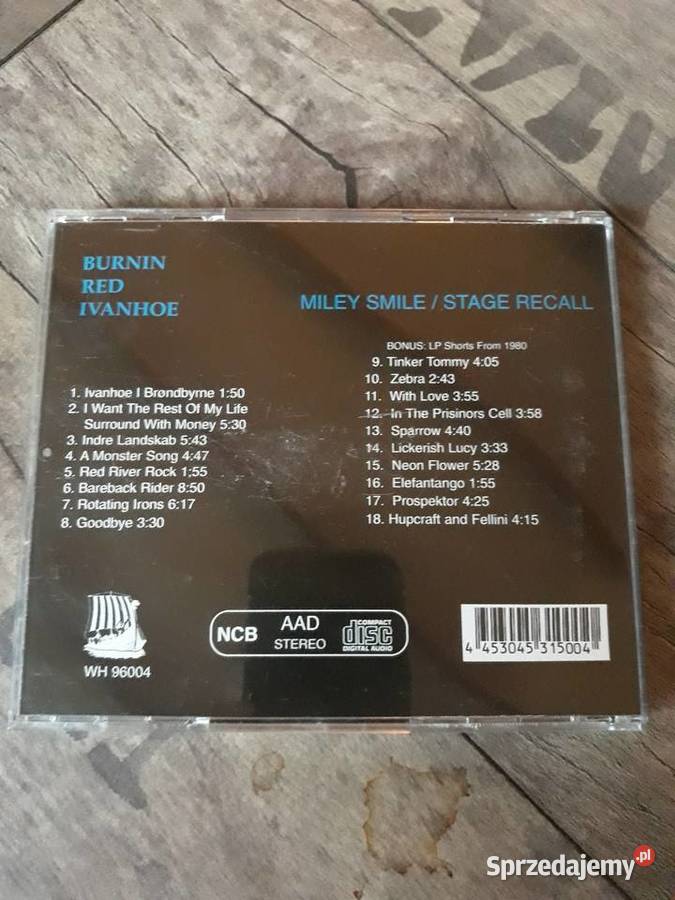 BURNIN
RED
IVANHOE
MILEY SMILE / STAGE RECALL
1. Ivanhoe I Brøndbyrne 1:50
2. I Want The Rest Of My Life
Surround With Money 5:30
3. Indre Landskab 5:43
4. A Monster Song 4:47
5. Red River Rock 1;55
6. Bareback Rider 8:50
7. Rotating Irons 6:17
8. Goodbye 3:30
BONUS: LP Shorts From 1980
9. Tinker Tommy 4:05
10. Zebra 2:43
11. With Love 3:55
12. In The Prisinors Cell 3:58
13. Sparrow 4:40
14. Lickerish Lucy 3:33
15. Neon Flower 5:28
16. Elefantango 1:55
17. Prospektor 4:25
18. Hupcraft and Fellini 4:15
WH 96004
NCB
AAD
STEREO
COMPACT
disc
DIGITAL AUDIO
4 453045 315004
Sprzedajemy.pl